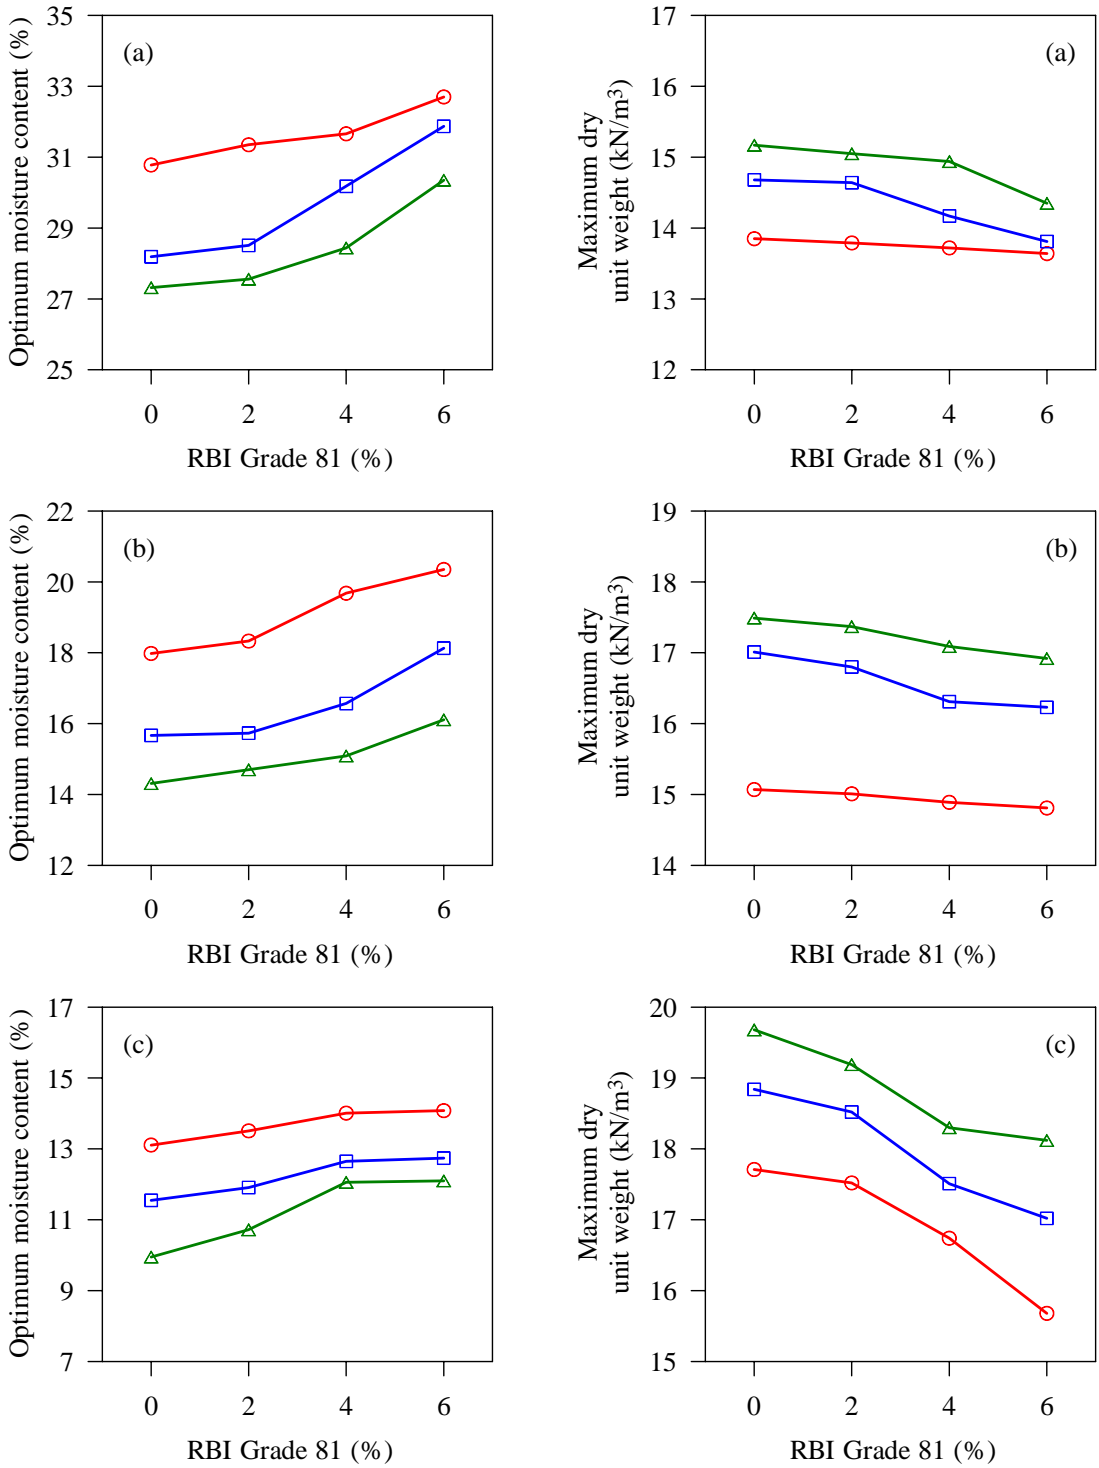 Optimum moisture content (%)
35
33
31
29
27
25
(a)
0 2 4 6
RBI Grade 81 (%)
Maximum dry
unit weight (kN/m³)
17
16
15
14
13
12
(a)
0 2 4 6
RBI Grade 81 (%)
Optimum moisture content (%)
22
20
18
16
14
12
(b)
0 2 4 6
RBI Grade 81 (%)
Maximum dry
unit weight (kN/m³)
19
18
17
16
15
14
(b)
0 2 4 6
RBI Grade 81 (%)
Optimum moisture content (%)
17
15
13
11
9
7
(c)
0 2 4 6
RBI Grade 81 (%)
Maximum dry
unit weight (kN/m³)
20
19
18
17
16
15
(c)
0 2 4 6
RBI Grade 81 (%)